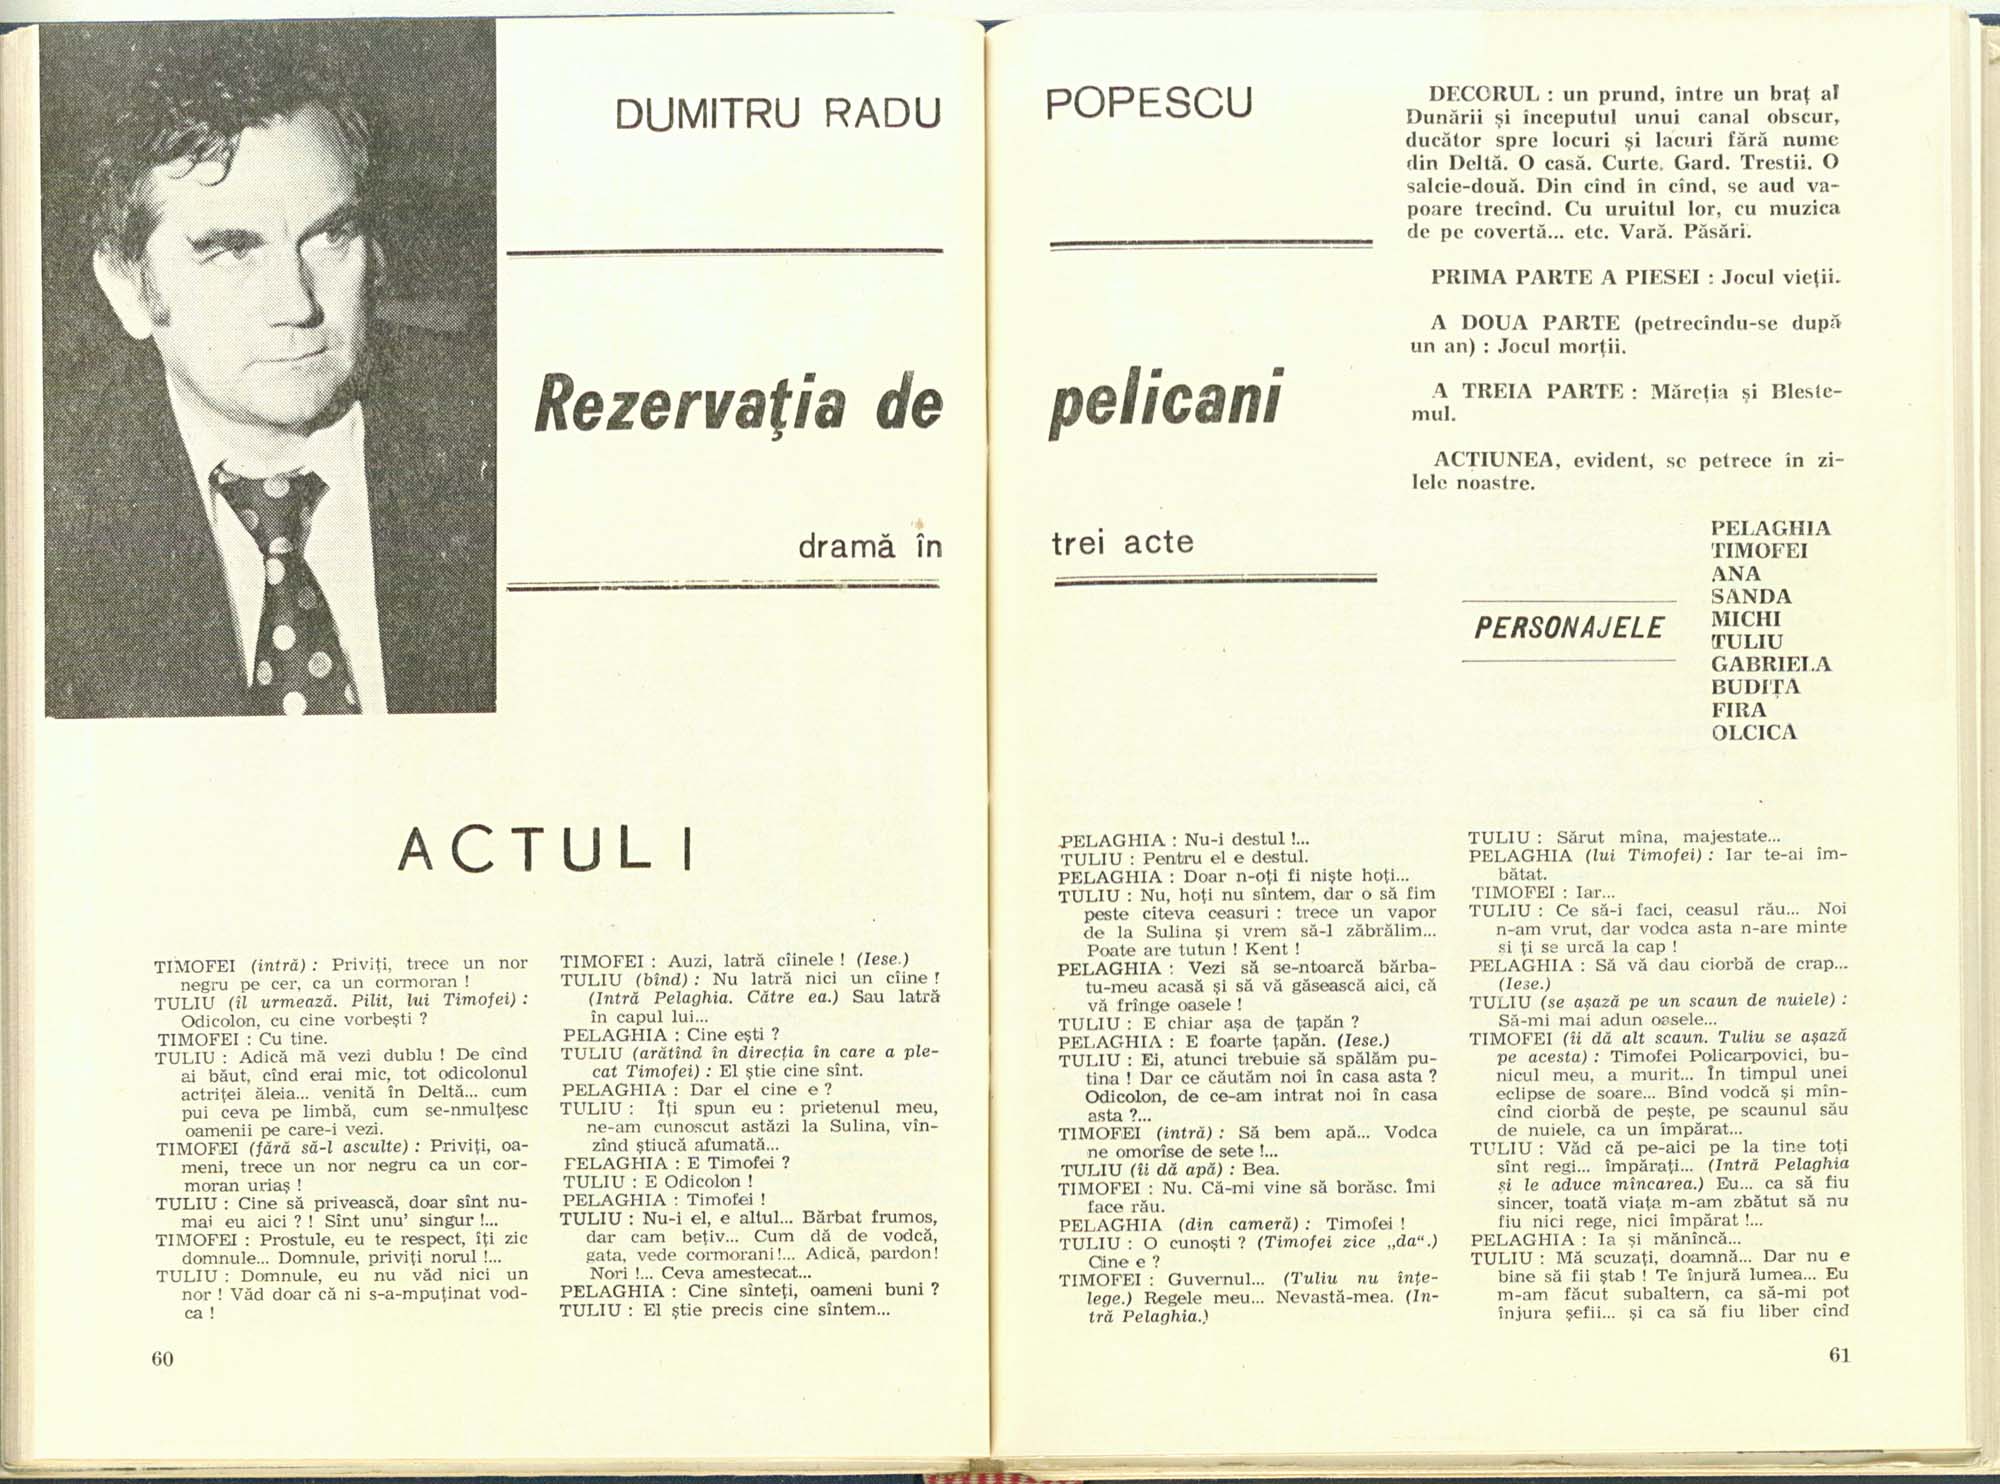 DUMITRU RADU
POPESCU
Rezervaţia de
pelicani
dramă în
trei acte
DECORUL : un prund, între un braţ al
Dunării şi începutul unui canal obscur,
ducător spre locuri şi lacuri fără nume
din Deltă. O casă. Curte. Gard. Trestii. O
salcie-două. Din cînd în cînd, se aud va-
poare trecînd. Cu uruitul lor, cu muzica
de pe covertă... etc. Vară. Păsări.
PRIMA PARTE A PIESEI : Jocul vieţii.
A DOUA PARTE (petrecîndu-se după
un an) : Jocul morţii.
A TREIA PARTE : Măreţia şi Bleste-
mul.
ACŢIUNEA, evident, se petrece în zi-
lele noastre.
PERSONAJELE
PELAGHIA
TIMOFEI
ANA
SANDA
MICHI
TULIU
GABRIELA
BUDIŢA
FIRA
OLCICA
ACTUL I
TIMOFEI (intră) : Priviţi, trece un nor
negru pe cer, ca un cormoran !
TULIU (îl urmează. Pilit, lui Timofei) :
Odicolon, cu cine vorbeşti ?
TIMOFEI : Cu tine.
TULIU : Adică mă vezi dublu ! De cînd
ai băut, cînd erai mic, tot odicolonul
actriţei ăleia... venită în Deltă... cum
pui ceva pe limbă, cum se-nmulţesc
oamenii pe care-i vezi.
TIMOFEI (fără să-l asculte) : Priviţi, oa-
meni, trece un nor negru ca un cor-
moran uriaş !
TULIU : Cine să privească, doar sînt nu-
mai eu aici ? ! Sînt unu' singur !...
TIMOFEI : Prostule, eu te respect, îţi zic
domnule... Domnule, priviţi norul !...
TULIU : Domnule, eu nu văd nici un
nor ! Văd doar că ni s-a-mpuţinat vod-
ca !
TIMOFEI : Auzi, latră cîinele ! (Iese.)
TULIU (bînd) : Nu latră nici un cîine !
(Intră Pelaghia. Către ea.) Sau latră
în capul lui...
PELAGHIA : Cine eşti ?
TULIU (arătînd în direcţia în care a ple-
cat Timofei) : El ştie cine sînt.
PELAGHIA : Dar el cine e ?
TULIU : Îţi spun eu : prietenul meu,
ne-am cunoscut astăzi la Sulina, vîn-
zînd ştiucă afumată...
FELAGHIA : E Timofei ?
TULIU : E Odicolon !
PELAGHIA : Timofei !
TULIU : Nu-i el, e altul... Bărbat frumos,
dar cam beţiv... Cum dă de vodcă,
gata, vede cormorani!... Adică, pardon!
Nori !... Ceva amestecat...
PELAGHIA : Cine sînteţi, oameni buni ?
TULIU : El ştie precis cine sîntem...
60
PELAGHIA : Nu-i destul !...
TULIU : Pentru el e destul.
PELAGHIA : Doar n-oţi fi nişte hoţi...
TULIU : Nu, hoţi nu sîntem, dar o să fim
peste citeva ceasuri : trece un vapor
de la Sulina şi vrem să-l zăbrălim...
Poate are tutun ! Kent !
PELAGHIA : Vezi să se-ntoarcă bărba-
tu-meu acasă şi să vă găsească aici, că
vă frînge oasele !
TULIU : E chiar aşa de ţapăn ?
PELAGHIA : E foarte ţapăn. (Iese.)
TULIU : Ei, atunci trebuie să spălăm pu-
tina ! Dar ce căutăm noi în casa asta ?
Odicolon, de ce-am intrat noi în casa
asta ?...
TIMOFEI (intră) : Să bem apă... Vodca
ne omorîse de sete !...
TULIU (îi dă apă) : Bea.
TIMOFEI : Nu. Că-mi vine să borăsc. Îmi
face rău.
PELAGHIA (din cameră) : Timofei !
TULIU : O cunoşti ? (Timofei zice „da“.)
Cine e ?
TIMOFEI : Guvernul... (Tuliu nu înţe-
lege.) Regele meu... Nevastă-mea. (In-
tră Pelaghia.)
TULIU : Sărut mîna, majestate...
PELAGHIA (lui Timofei) : Iar te-ai îm-
bătat.
TIMOFEI : Iar...
TULIU : Ce să-i faci, ceasul rău... Noi
n-am vrut, dar vodca asta n-are minte
şi ţi se urcă la cap !
PELAGHIA : Să vă dau ciorbă de crap...
(Iese.)
TULIU (se aşază pe un scaun de nuiele) :
Să-mi mai adun oasele...
TIMOFEI (îi dă alt scaun. Tuliu se aşază
pe acesta) : Timofei Policarpovici, bu-
nicul meu, a murit... În timpul unei
eclipse de soare... Bînd vodcă şi mîn-
cînd ciorbă de peşte, pe scaunul său
de nuiele, ca un împărat...
TULIU : Văd că pe-aici pe la tine toţi
sînt regi... împăraţi... (Intră Pelaghia
şi le aduce mîncarea.) Eu... ca să fiu
sincer, toată viaţa m-am zbătut să nu
fiu nici rege, nici împărat !...
PELAGHIA : Ia şi mănîncă...
TULIU : Mă scuzaţi, doamnă... Dar nu e
bine să fii ştab ! Te înjură lumea... Eu
m-am făcut subaltern, ca să-mi pot
înjura şefii... şi ca să fiu liber cînd
61